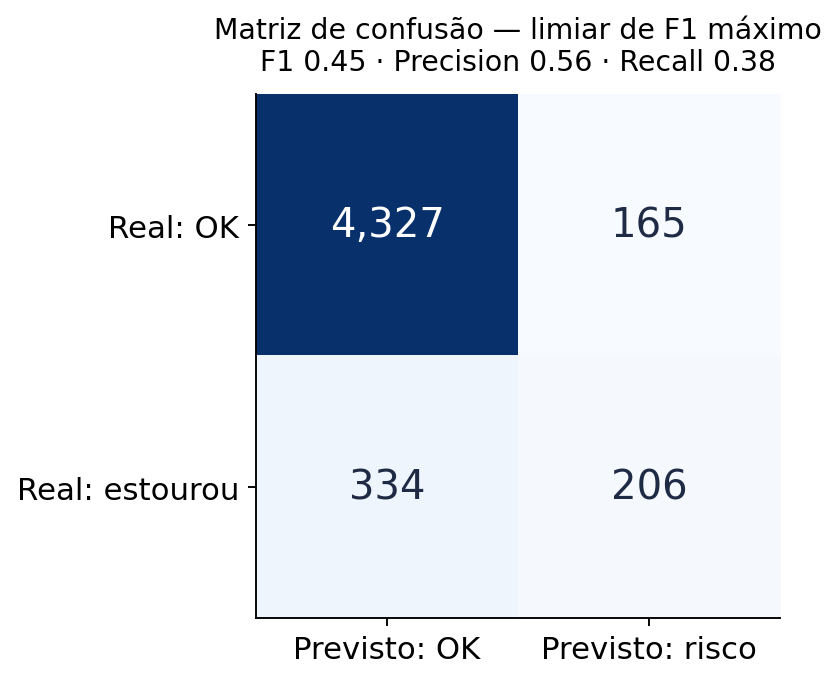 Matriz de confusão — limiar de F1 máximo
F1 0.45 · Precision 0.56 · Recall 0.38
Real: OK
4,327
165
Real: estourou
334
206
Previsto: OK
Previsto: risco